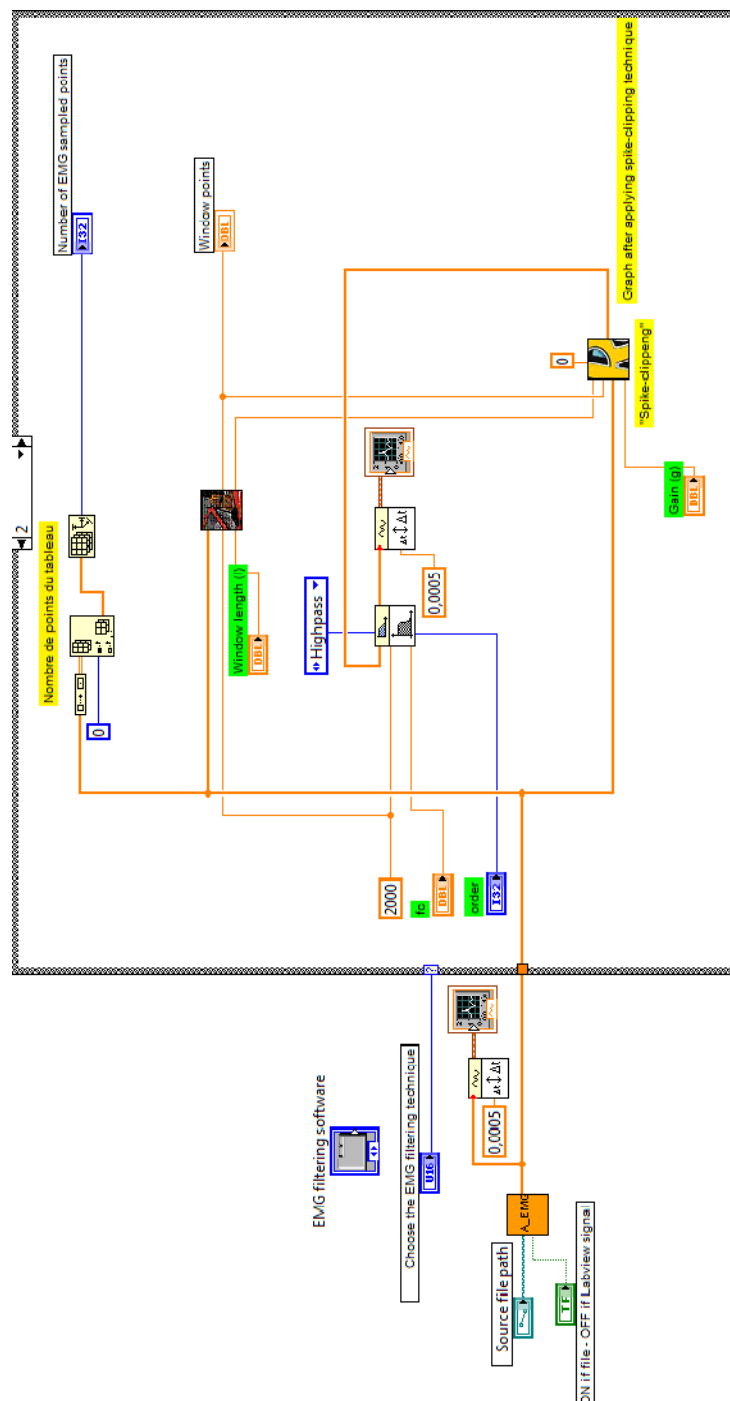 2
Nombre de points du tableau
Number of EMG sampled points
I32
0
Window points
DBL
Window length (l)
DBL
EMG filtering software
Highpass
2000
Choose the EMG filtering technique
U16
?
fc
DBL
0,0005
order
I32
0
0,0005
Source file path
A_EMG
TF
ON if file - OFF if Labview signal
"Spike-clippeng"
Graph after applying spike-clipping technique
Gain (g)
DBL